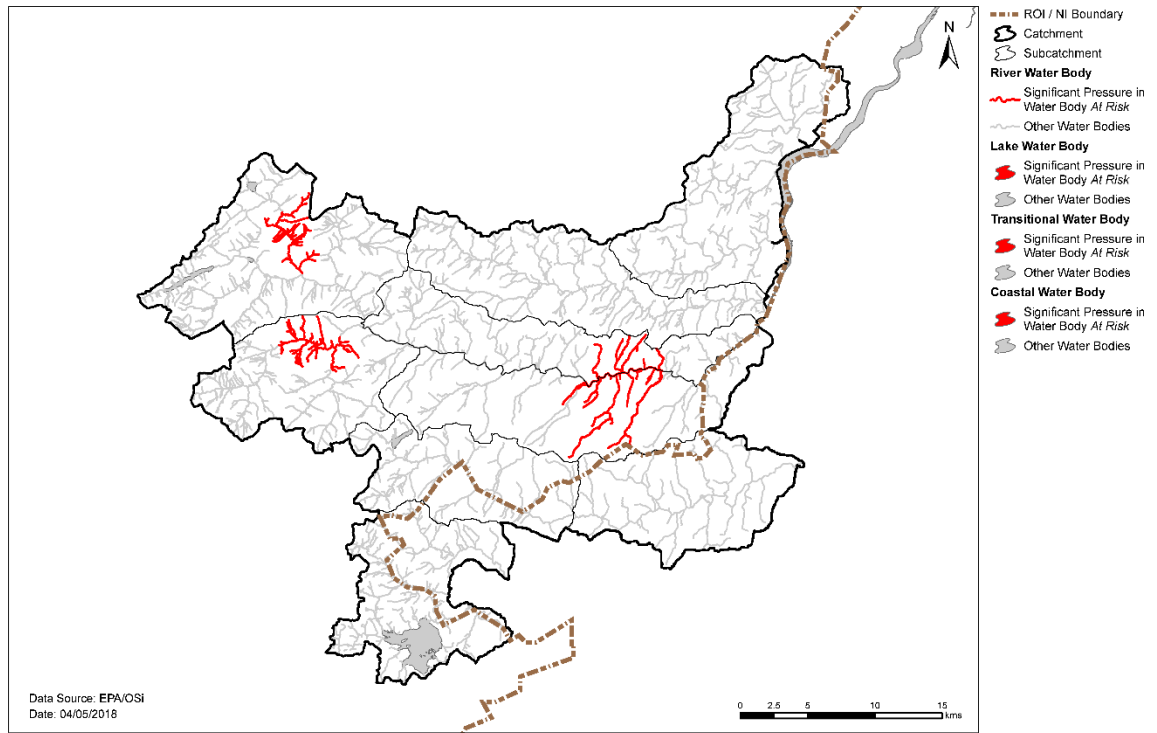 N
ROI / NI Boundary
Catchment
Subcatchment
River Water Body
Significant Pressure in
Water Body At Risk
Other Water Bodies
Lake Water Body
Significant Pressure in
Water Body At Risk
Other Water Bodies
Transitional Water Body
Significant Pressure in
Water Body At Risk
Other Water Bodies
Coastal Water Body
Significant Pressure in
Water Body At Risk
Other Water Bodies
Data Source: EPA/OSi
Date: 04/05/2018
0 2.5 5 10 15
kms